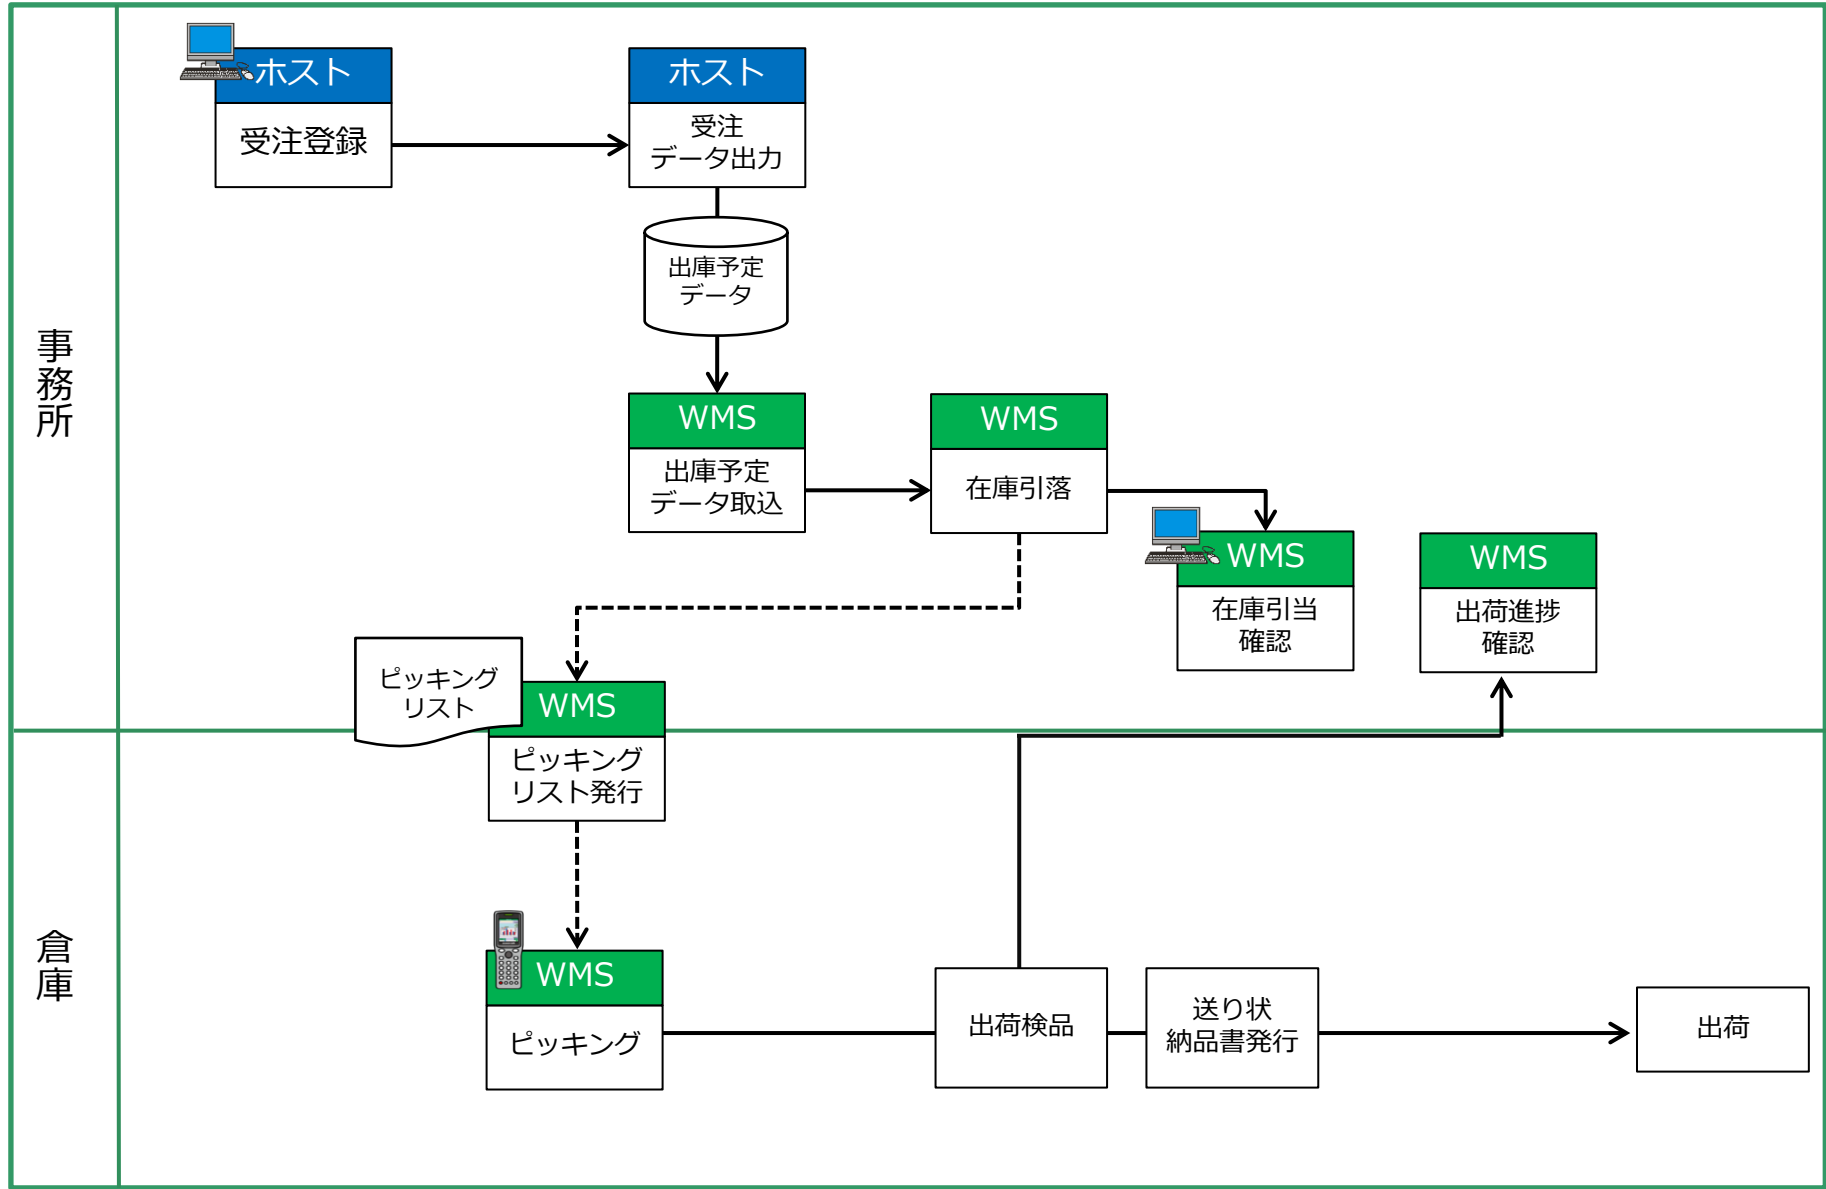 事務所
ホスト
受注登録
ホスト
受注
データ出力
出庫予定
データ
WMS
出庫予定
データ取込
WMS
在庫引落
WMS
在庫引当
確認
WMS
出荷進捗
確認
ピッキング
リスト
WMS
ピッキング
リスト発行
倉庫
WMS
ピッキング
出荷検品
送り状
納品書発行
出荷